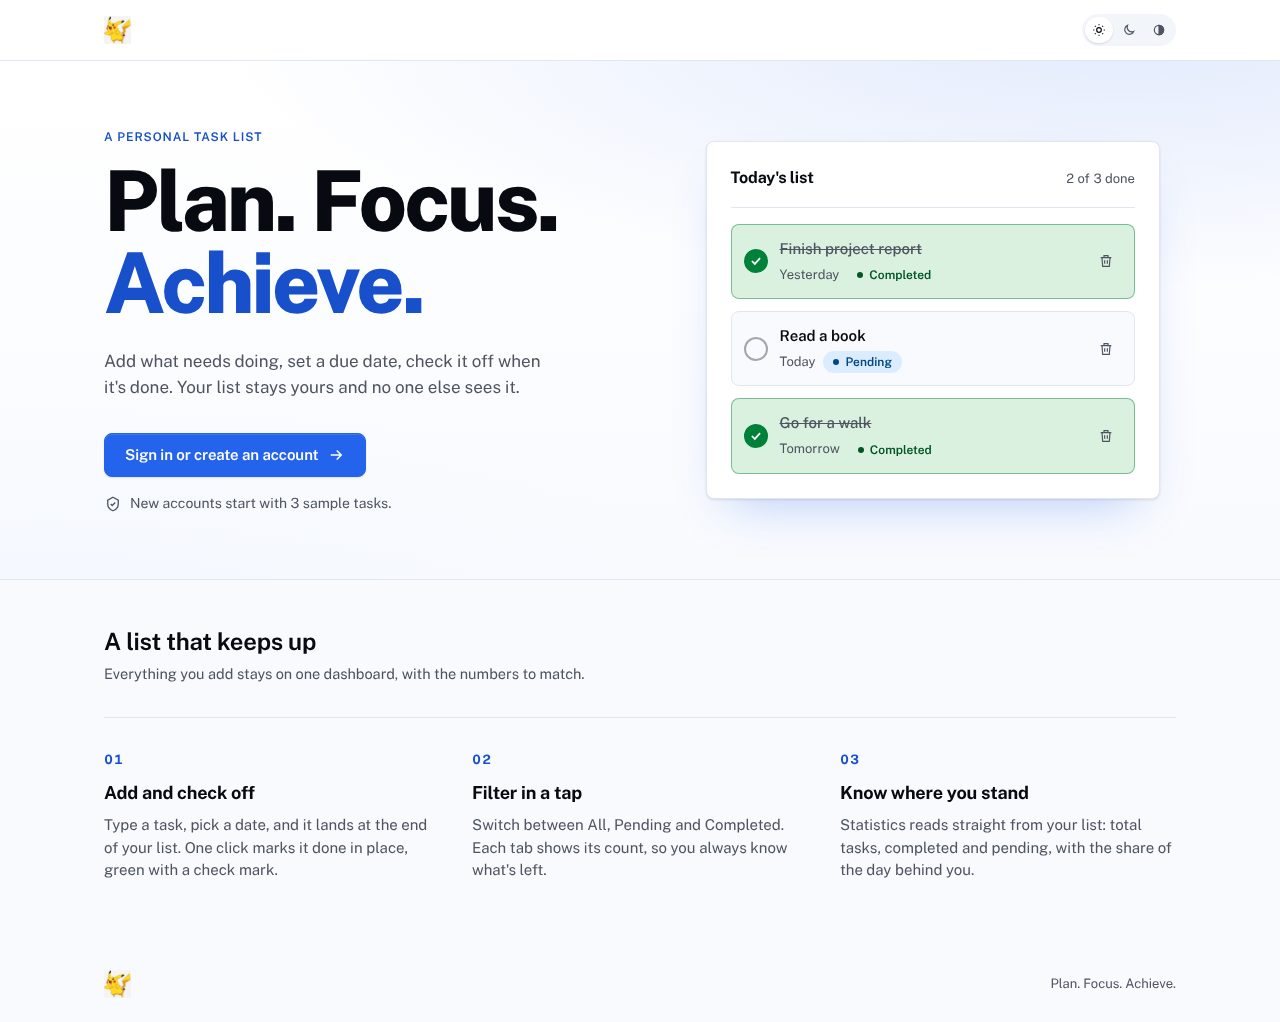 A PERSONAL TASK LIST
Plan. Focus.
Achieve.
Add what needs doing, set a due date, check it off when
it's done. Your list stays yours and no one else sees it.
Sign in or create an account
New accounts start with 3 sample tasks.
Today's list
2 of 3 done
Finish project report
Yesterday
Completed
Read a book
Today
Pending
Go for a walk
Tomorrow
Completed
A list that keeps up
Everything you add stays on one dashboard, with the numbers to match.
01
Add and check off
Type a task, pick a date, and it lands at the end
of your list. One click marks it done in place,
green with a check mark.
02
Filter in a tap
Switch between All, Pending and Completed.
Each tab shows its count, so you always know
what's left.
03
Know where you stand
Statistics reads straight from your list: total
tasks, completed and pending, with the share of
the day behind you.
Plan. Focus. Achieve.